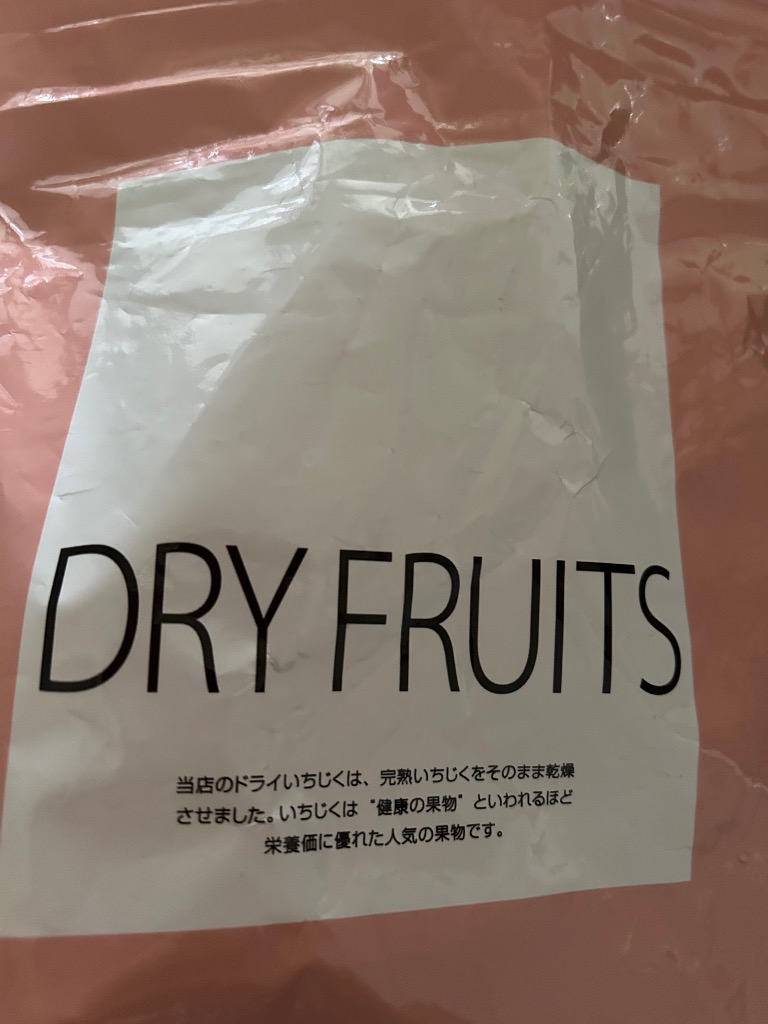 DRY FRUITS
当店のドライいちじくは、完熟いちじくをそのまま乾燥
させました。いちじくは“健康の果物”といわれるほど
栄養価に優れた人気の果物です。